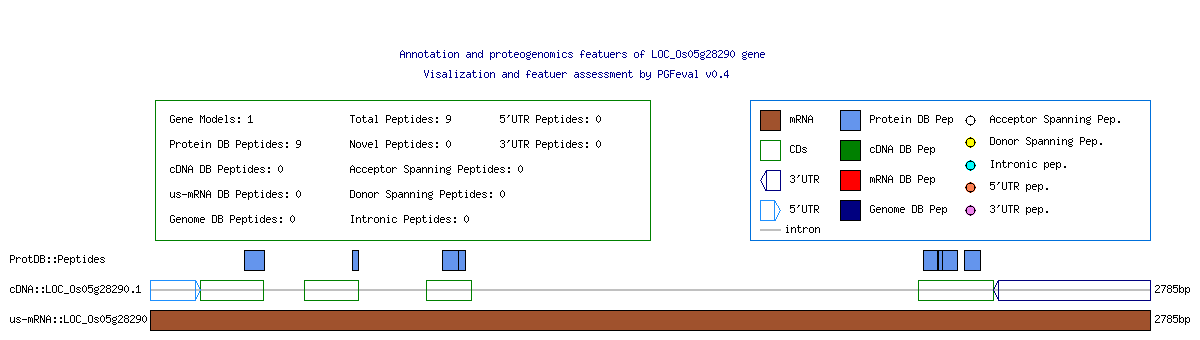 Annotation and proteogenomics featuers of LOC_Os05g28290 gene
Visalization and featuer assessment by PGFeval v0.4
Gene Models: 1 Total Peptides: 9 5'UTR Peptides: 0
Protein DB Peptides: 9 Novel Peptides: 0 3'UTR Peptides: 0
cDNA DB Peptides: 0 Acceptor Spanning Peptides: 0
us-mRNA DB Peptides: 0 Donor Spanning Peptides: 0
Genome DB Peptides: 0 Intronic Peptides: 0
mRNA Protein DB Pep Acceptor Spanning Pep.
CDs cDNA DB Pep Donor Spanning Pep.
3'UTR mRNA DB Pep Intronic pep.
5'UTR Genome DB Pep 5'UTR pep.
intron 3'UTR pep.
ProtDB::Peptides
cDNA::LOC_Os05g28290.1 2785bp
us-mRNA::LOC_Os05g28290 2785bp